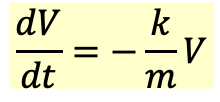 dV/dt = − k/m V